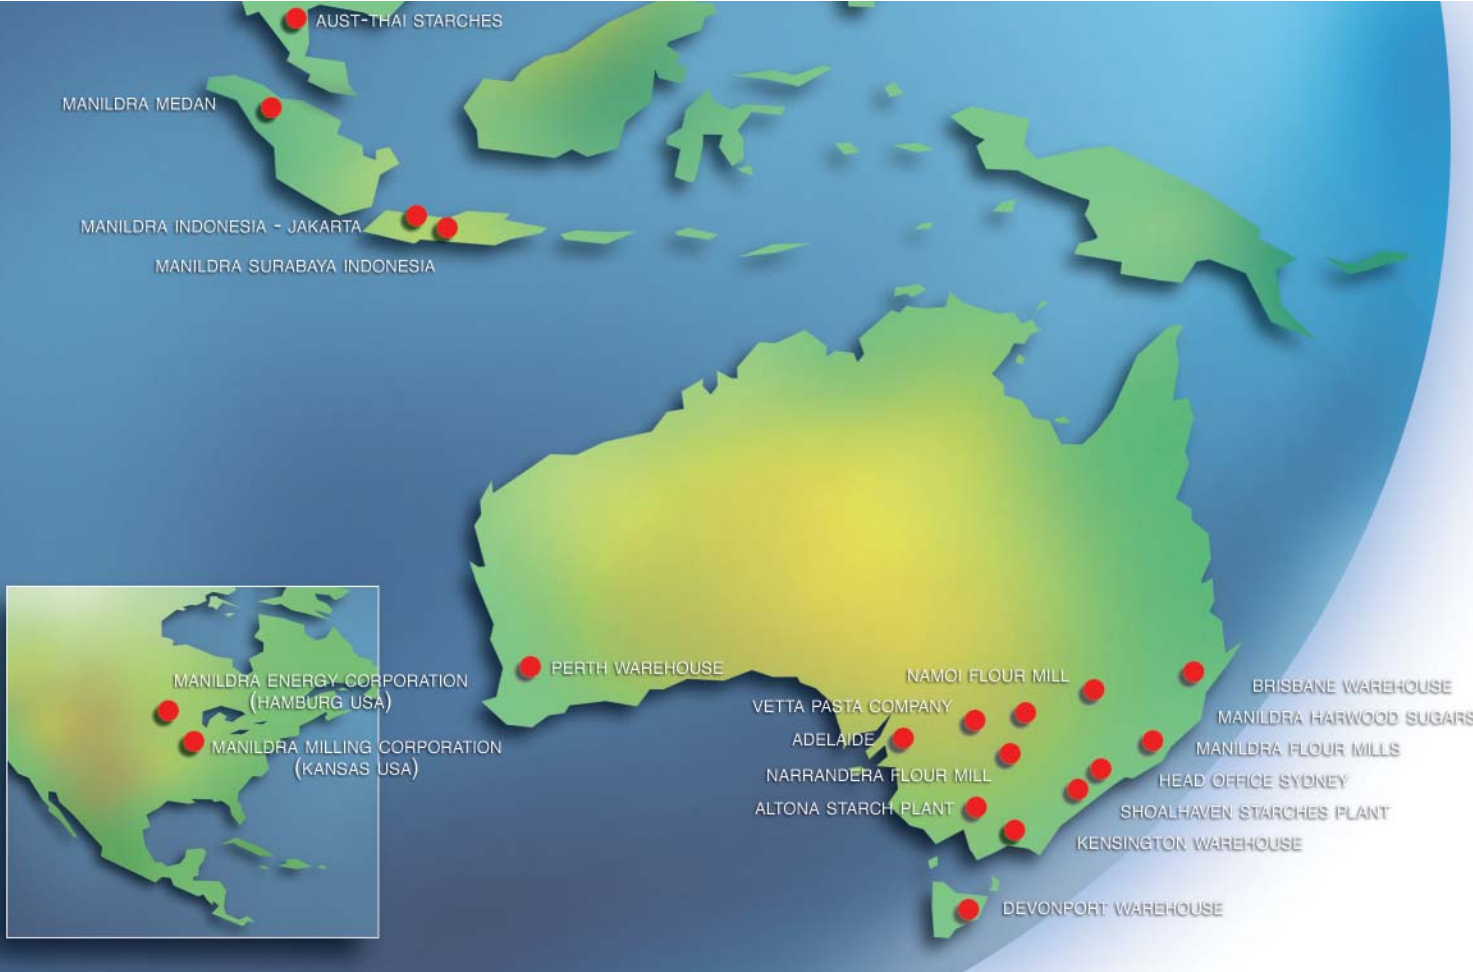 AUST-THAI STARCHES
MANILDRA MEDAN
MANILDRA INDONESIA - JAKARTA
MANILDRA SURABAYA INDONESIA
PERTH WAREHOUSE
NAMOI FLOUR MILL
VETTA PASTA COMPANY
ADELAIDE
NARRANDERA FLOUR MILL
ALTONA STARCH PLANT
BRISBANE WAREHOUSE
MANILDRA HARWOOD SUGARS
MANILDRA FLOUR MILLS
HEAD OFFICE SYDNEY
SHOALHAVEN STARCHES PLANT
KENSINGTON WAREHOUSE
DEVONPORT WAREHOUSE
MANILDRA ENERGY CORPORATION
(HAMBURG USA)
MANILDRA MILLING CORPORATION
(KANSAS USA)